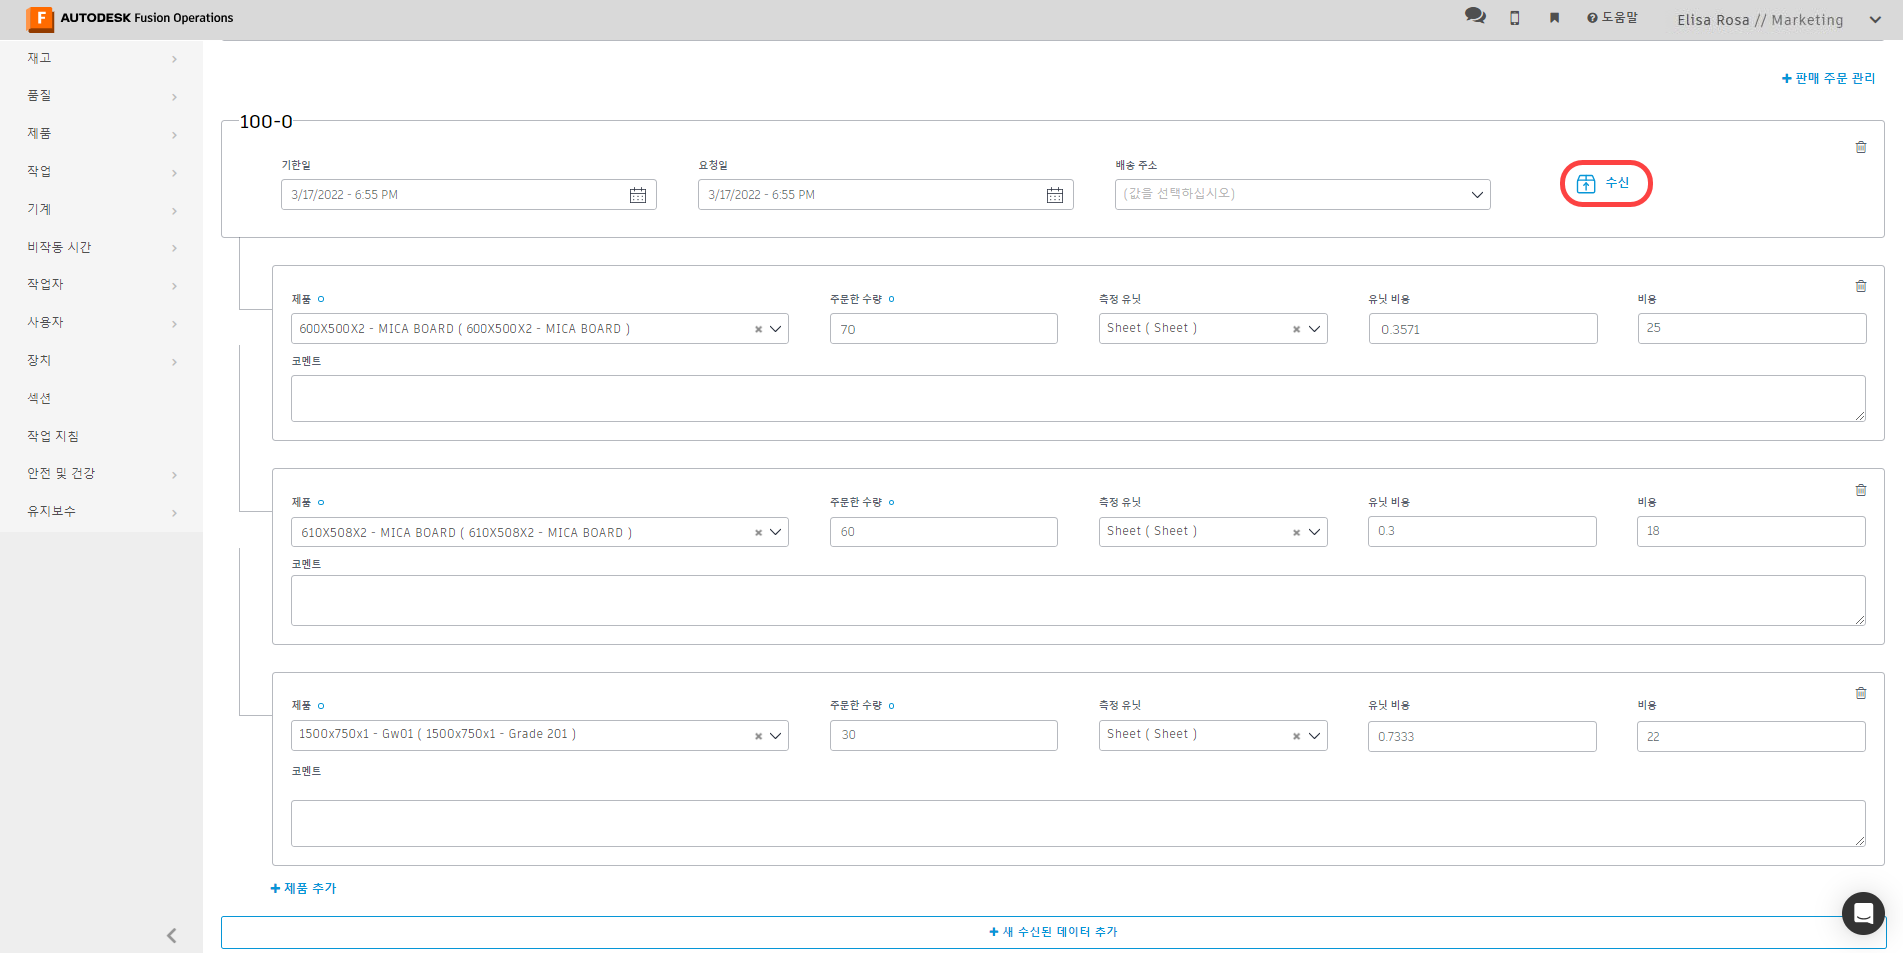 AUTODESK Fusion Operations
도움말
Elisa Rosa // Marketing
재고
품질
제품
작업
기계
비작동 시간
작업자
사용자
장치
섹션
작업 지침
안전 및 건강
유지보수
+ 판매 주문 관리
100-0
기한일
요청일
배송 주소
3/17/2022 - 6:55 PM
3/17/2022 - 6:55 PM
(값을 선택하십시오)
수신
제품
주문한 수량
측정 유닛
유닛 비용
비용
600X500X2 - MICA BOARD ( 600X500X2 - MICA BOARD )
70
Sheet ( Sheet )
0.3571
25
코멘트
제품
주문한 수량
측정 유닛
유닛 비용
비용
610X508X2 - MICA BOARD ( 610X508X2 - MICA BOARD )
60
Sheet ( Sheet )
0.3
18
코멘트
제품
주문한 수량
측정 유닛
유닛 비용
비용
1500x750x1 - Gw01 ( 1500x750x1 - Grade 201 )
30
Sheet ( Sheet )
0.7333
22
코멘트
+ 제품 추가
+ 새 수신된 데이터 추가